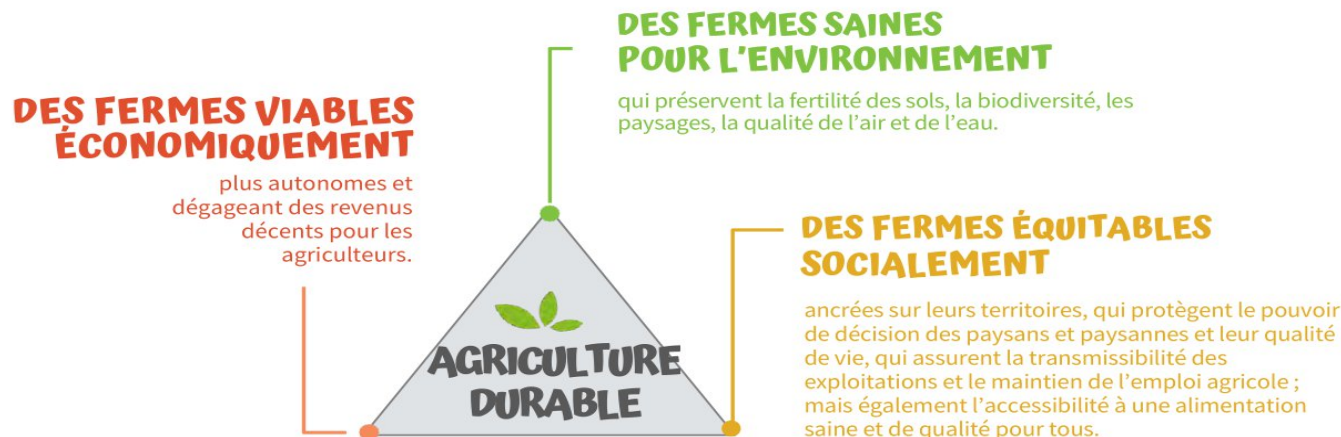 DES FERMES SAINES
POUR L'ENVIRONNEMENT
qui préservent la fertilité des sols, la biodiversité, les
paysages, la qualité de l'air et de l'eau.
DES FERMES VIABLES
ÉCONOMIQUEMENT
plus autonomes et
dégageant des revenus
décents pour les
agriculteurs.
DES FERMES ÉQUITABLES
SOCIALEMENT
ancrées sur leurs territoires, qui protègent le pouvoir
de décision des paysans et paysannes et leur qualité
de vie, qui assurent la transmissibilité des
exploitations et le maintien de l'emploi agricole ;
mais également l'accessibilité à une alimentation
saine et de qualité pour tous.
AGRICULTURE
DURABLE